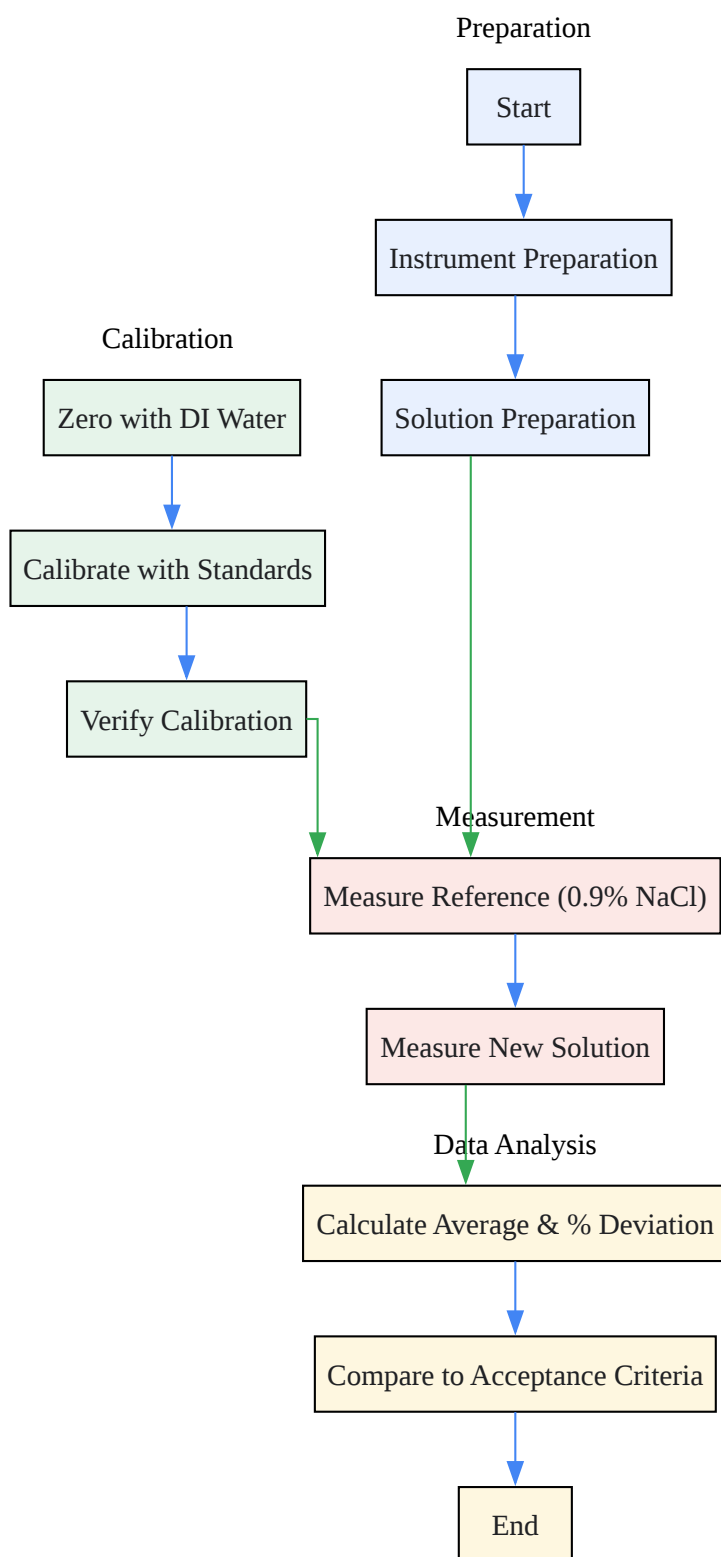 Preparation
Start
Instrument Preparation
Calibration
Zero with DI Water
Solution Preparation
Calibrate with Standards
Verify Calibration
Measurement
Measure Reference (0.9% NaCl)
Measure New Solution
Data Analysis
Calculate Average & % Deviation
Compare to Acceptance Criteria
End